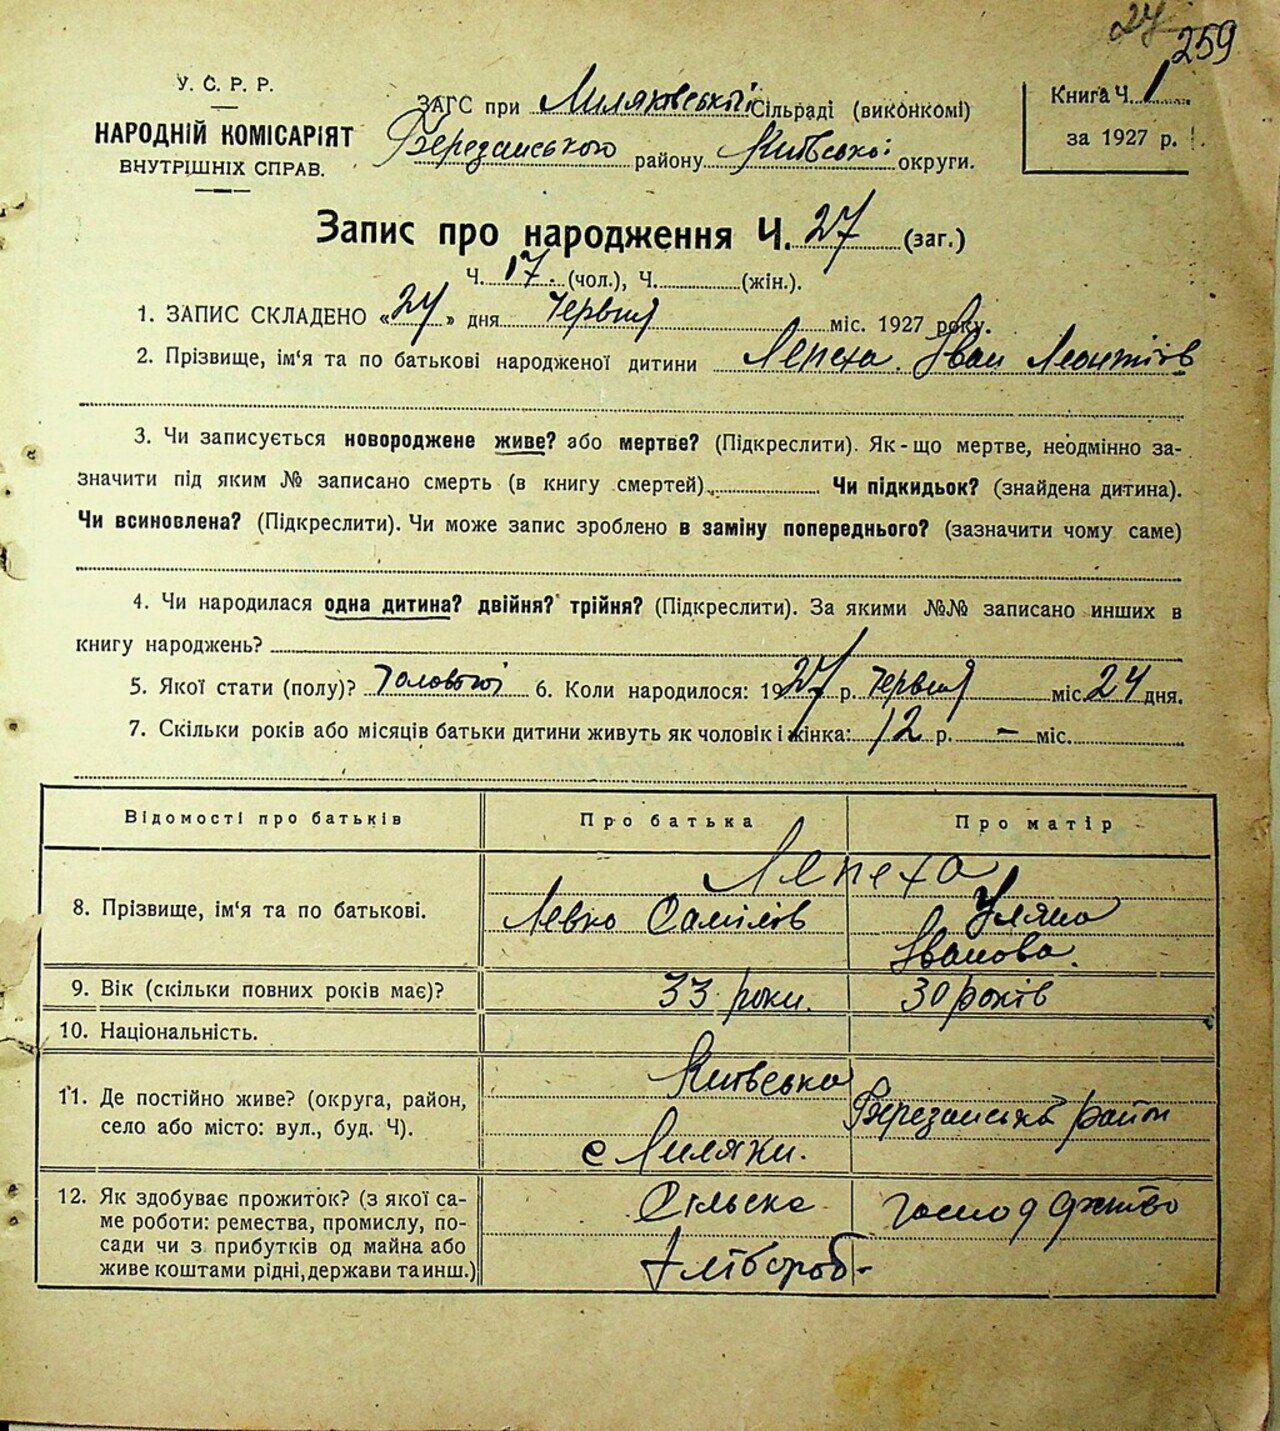 27
259
У. С. Р. Р.
НАРОДНІЙ КОМІСАРІЯТ
ВНУТРІШНІХ СПРАВ.
ЗАГС при Лиляковській Сільраді (виконкомі)
Березанського району Київської округи.
Книга Ч. 1
за 1927 р.
Запис про народження Ч. 27 (заг.)
Ч. 17 (чол.), Ч. (жін.).
1. ЗАПИС СКЛАДЕНО «27» дня Червня міс. 1927 року.
2. Прізвище, ім‘я та по батькові народженої дитини Лепеха Іван Леонтіїв
3. Чи записується новороджене живе? або мертве? (Підкреслити). Як-що мертве, неодмінно за-
значити під яким № записано смерть (в книгу смертей) Чи підкидьок? (знайдена дитина).
Чи всиновлена? (Підкреслити). Чи може запис зроблено в заміну попереднього? (зазначити чому саме)
4. Чи народилася одна дитина? двійня? трійня? (Підкреслити). За якими №№ записано инших в
книгу народжень?
5. Якої стати (полу)? Чоловічої 6. Коли народилося: 1927 р. Червня міс. 24 дня.
7. Скільки років або місяців батьки дитини живуть як чоловік і жінка: 12 р. – міс.
Відомості про батьків Про батька Про матір
8. Прізвище, ім‘я та по батькові.
Лепеха
Левко Самілів Уляна
Іванова.
9. Вік (скільки повних років має)? 33 роки. 30 років
10. Національність.
11. Де постійно живе? (округа, район,
село або місто: вул., буд. Ч).
Київська Березанський район
с Лиляки.
12. Як здобуває прожиток? (з якої са-
ме роботи: ремества, промислу, по-
сади чи з прибутків од майна або
живе коштами рідні, держави та инш.)
Сільське господарство
Хлібороб-